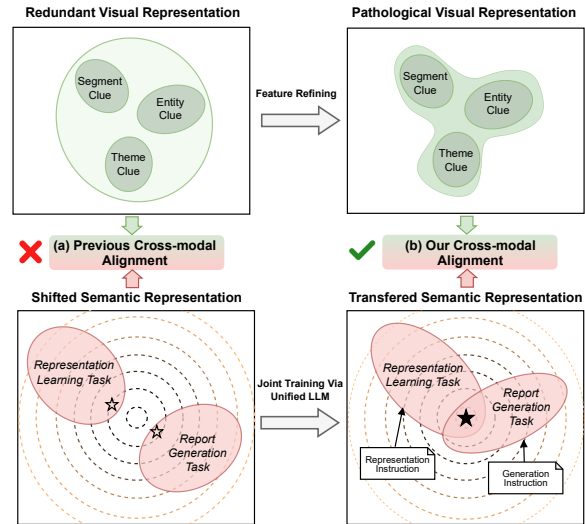 Redundant Visual Representation
Pathological Visual Representation
Segment
Clue
Entity
Clue
Theme
Clue
Feature Refining
Segment
Clue
Entity
Clue
Theme
Clue
(a) Previous Cross-modal
Alignment
(b) Our Cross-modal
Alignment
Shifted Semantic Representation
Transfered Semantic Representation
Representation
Learning Task
Report
Generation
Task
Joint Training Via
Unified LLM
Representation
Learning Task
Report
Generation
Task
Representation
Instruction
Generation
Instruction